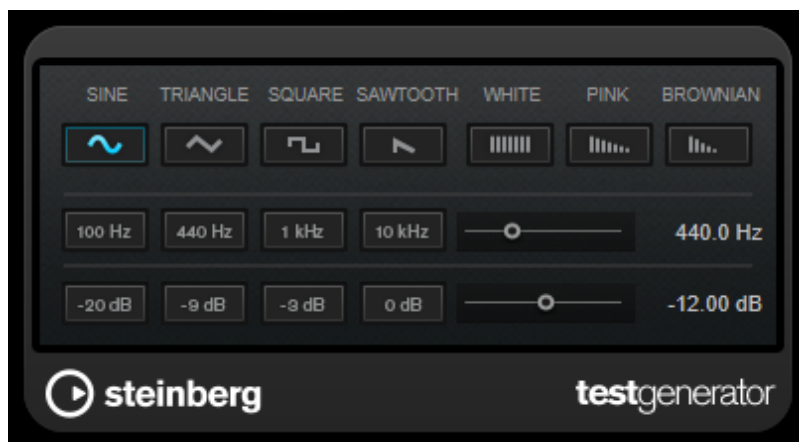 SINE TRIANGLE SQUARE SAWTOOTH WHITE PINK BROWNIAN
100 Hz 440 Hz 1 kHz 10 kHz 440.0 Hz
-20 dB -9 dB -3 dB 0 dB -12.00 dB
steinberg testgenerator